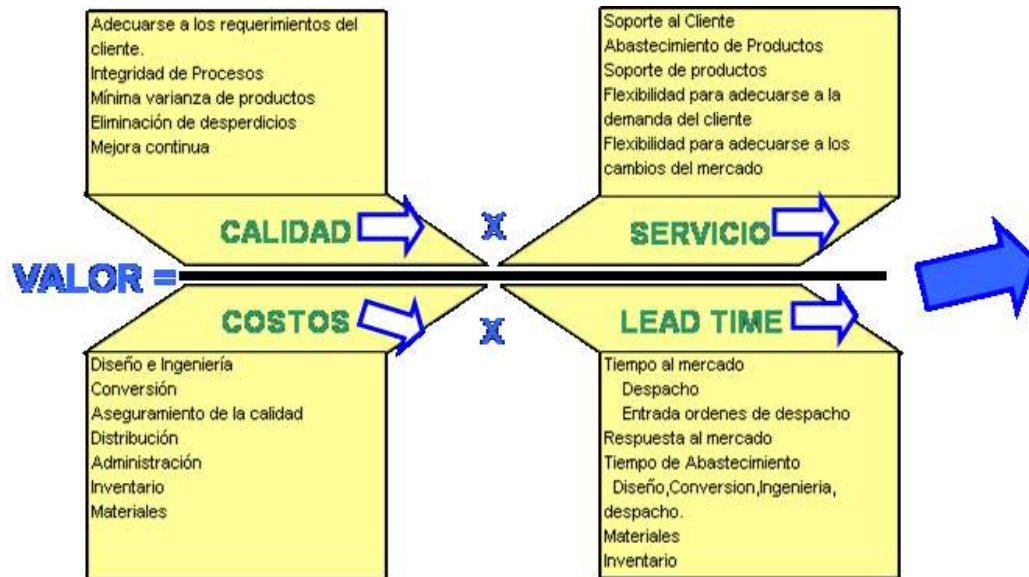 Adecuarse a los requerimientos del
cliente.
Integridad de Procesos
Mínima varianza de productos
Eliminación de desperdicios
Mejora continua
Soporte al Cliente
Abastecimiento de Productos
Soporte de productos
Flexibilidad para adecuarse a la
demanda del cliente
Flexibilidad para adecuarse a los
cambios del mercado
CALIDAD
X
SERVICIO
VALOR =
COSTOS
X
LEAD TIME
Diseño e Ingeniería
Conversión
Aseguramiento de la calidad
Distribución
Administración
Inventario
Materiales
Tiempo al mercado
Despacho
Entrada ordenes de despacho
Respuesta al mercado
Tiempo de Abastecimiento
Diseño,Conversion,Ingenieria,
despacho.
Materiales
Inventario